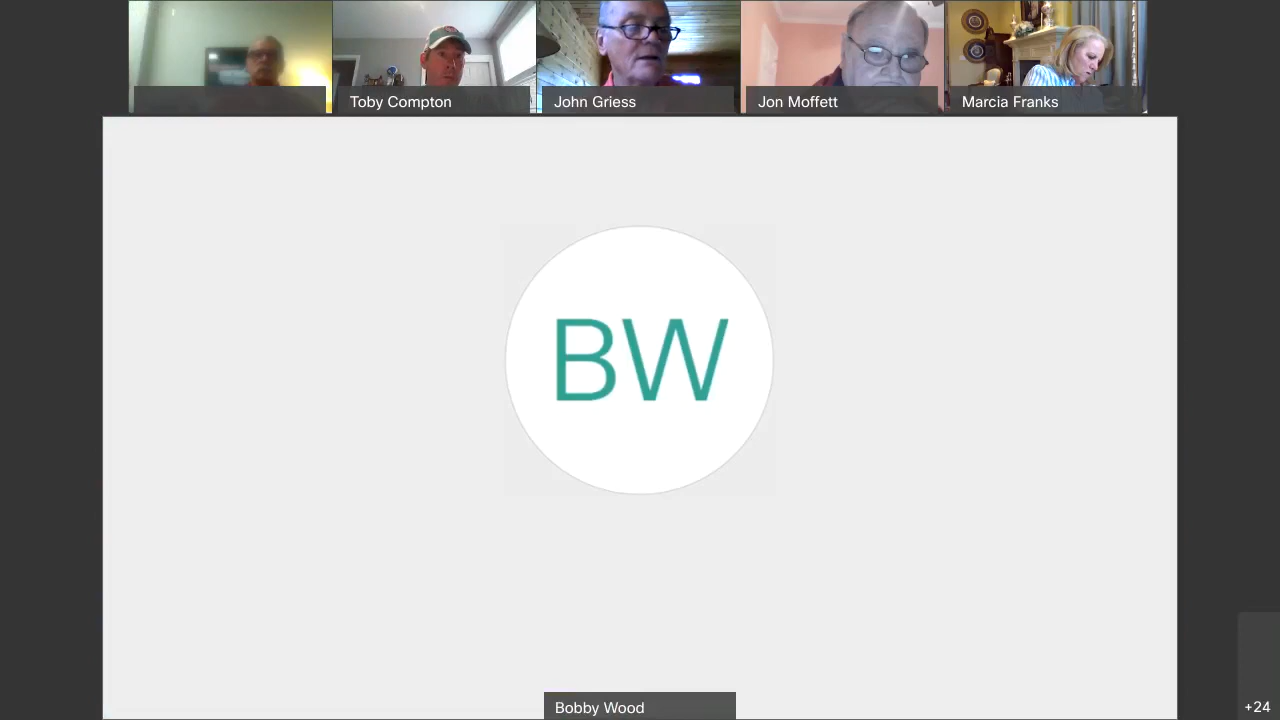 Toby Compton
John Griess
Jon Moffett
Marcia Franks
BW
Bobby Wood
+24